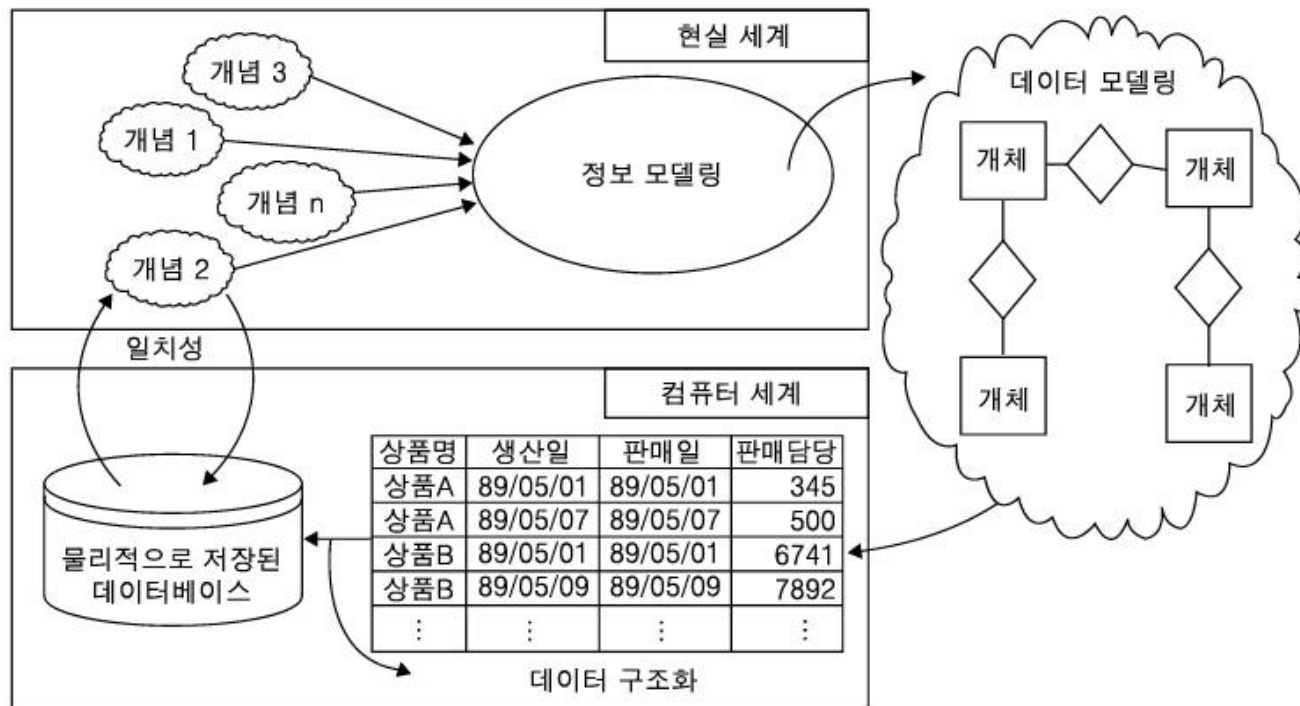 현실 세계
개념 3
개념 1
개념 n
개념 2
정보 모델링
데이터 모델링
개체
개체
개체
개체
일치성
컴퓨터 세계
상품명 생산일 판매일 판매담당
상품A 89/05/01 89/05/01 345
상품A 89/05/07 89/05/07 500
상품B 89/05/01 89/05/01 6741
상품B 89/05/09 89/05/09 7892
⋮ ⋮ ⋮ ⋮
물리적으로 저장된
데이터베이스
데이터 구조화